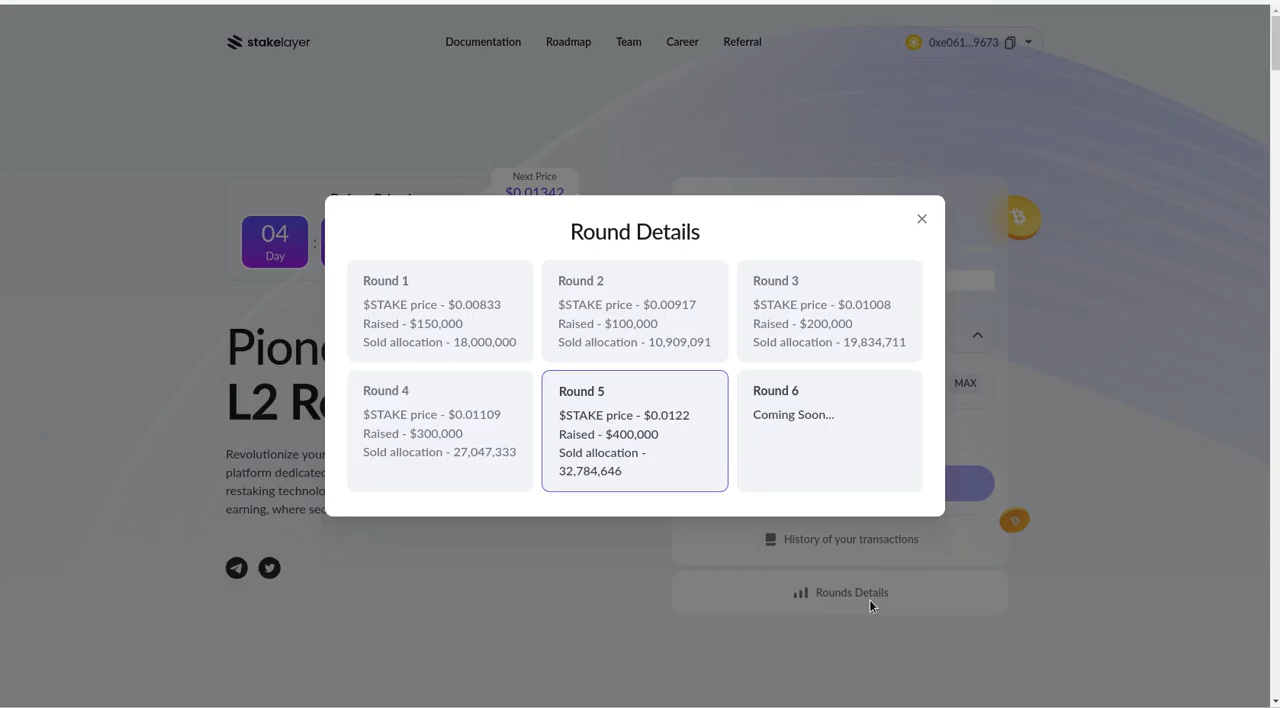 stakelayer
Documentation
Roadmap
Team
Career
Referral
0xe061...9673
Next Price
$0.01342
04
Day
:
Round Details
Round 1
$STAKE price - $0.00833
Raised - $150,000
Sold allocation - 18,000,000
Round 2
$STAKE price - $0.00917
Raised - $100,000
Sold allocation - 10,909,091
Round 3
$STAKE price - $0.01008
Raised - $200,000
Sold allocation - 19,834,711
Round 4
$STAKE price - $0.01109
Raised - $300,000
Sold allocation - 27,047,333
Round 5
$STAKE price - $0.0122
Raised - $400,000
Sold allocation -
32,784,646
Round 6
Coming Soon...
L2
Revolutionize your
platform dedicated
restaking
earning, where
MAX
History of your transactions
Rounds Details